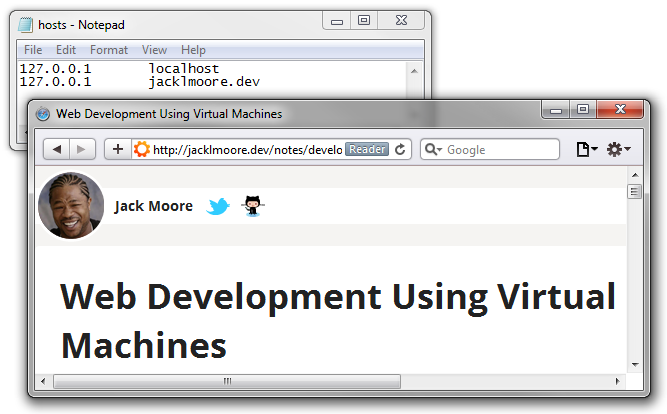 hosts - Notepad
File Edit Format View Help
127.0.0.1 localhost
127.0.0.1 jacklmoore.dev
Web Development Using Virtual Machines
http://jacklmoore.dev/notes/develo Reader Google
Jack Moore
Web Development Using Virtual
Machines